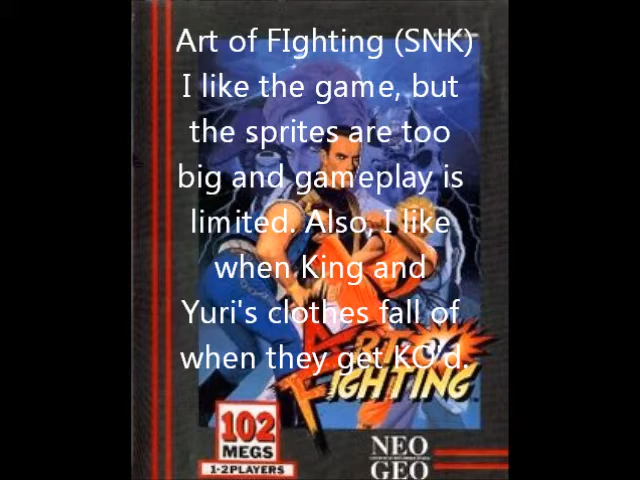 Art of FIghting (SNK)
I like the game, but
the sprites are too
big and gameplay is
limited. Also, I like
when King and
Yuri's clothes fall of
when they get KO'd.
ART OF
FIGHTING
102
MEGS
1-2 PLAYERS
NEO
GEO